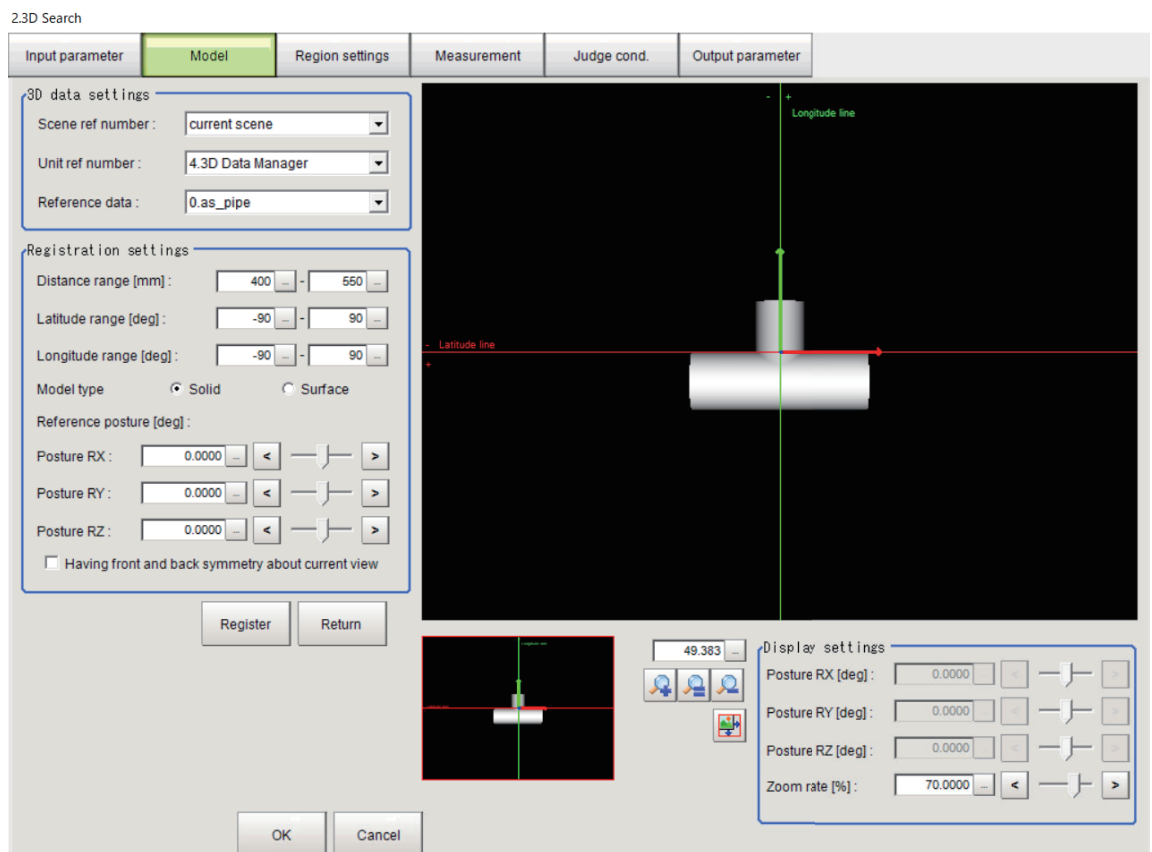 2.3D Search
Input parameter Model Region settings Measurement Judge cond. Output parameter
3D data settings
Scene ref number : current scene
Unit ref number : 4.3D Data Manager
Reference data : 0.as_pipe
Registration settings
Distance range [mm] : 400 ... - 550 ...
Latitude range [deg] : -90 ... - 90 ...
Longitude range [deg] : -90 ... - 90 ...
Model type Solid Surface
Reference posture [deg] :
Posture RX : 0.0000 ... < >
Posture RY : 0.0000 ... < >
Posture RZ : 0.0000 ... < >
Having front and back symmetry about current view
Register Return
- +
Longitude line
- Latitude line
+
49.383 ...
Display settings
Posture RX [deg] : 0.0000 ... < >
Posture RY [deg] : 0.0000 ... < >
Posture RZ [deg] : 0.0000 ... < >
Zoom rate [%] : 70.0000 ... < >
OK Cancel